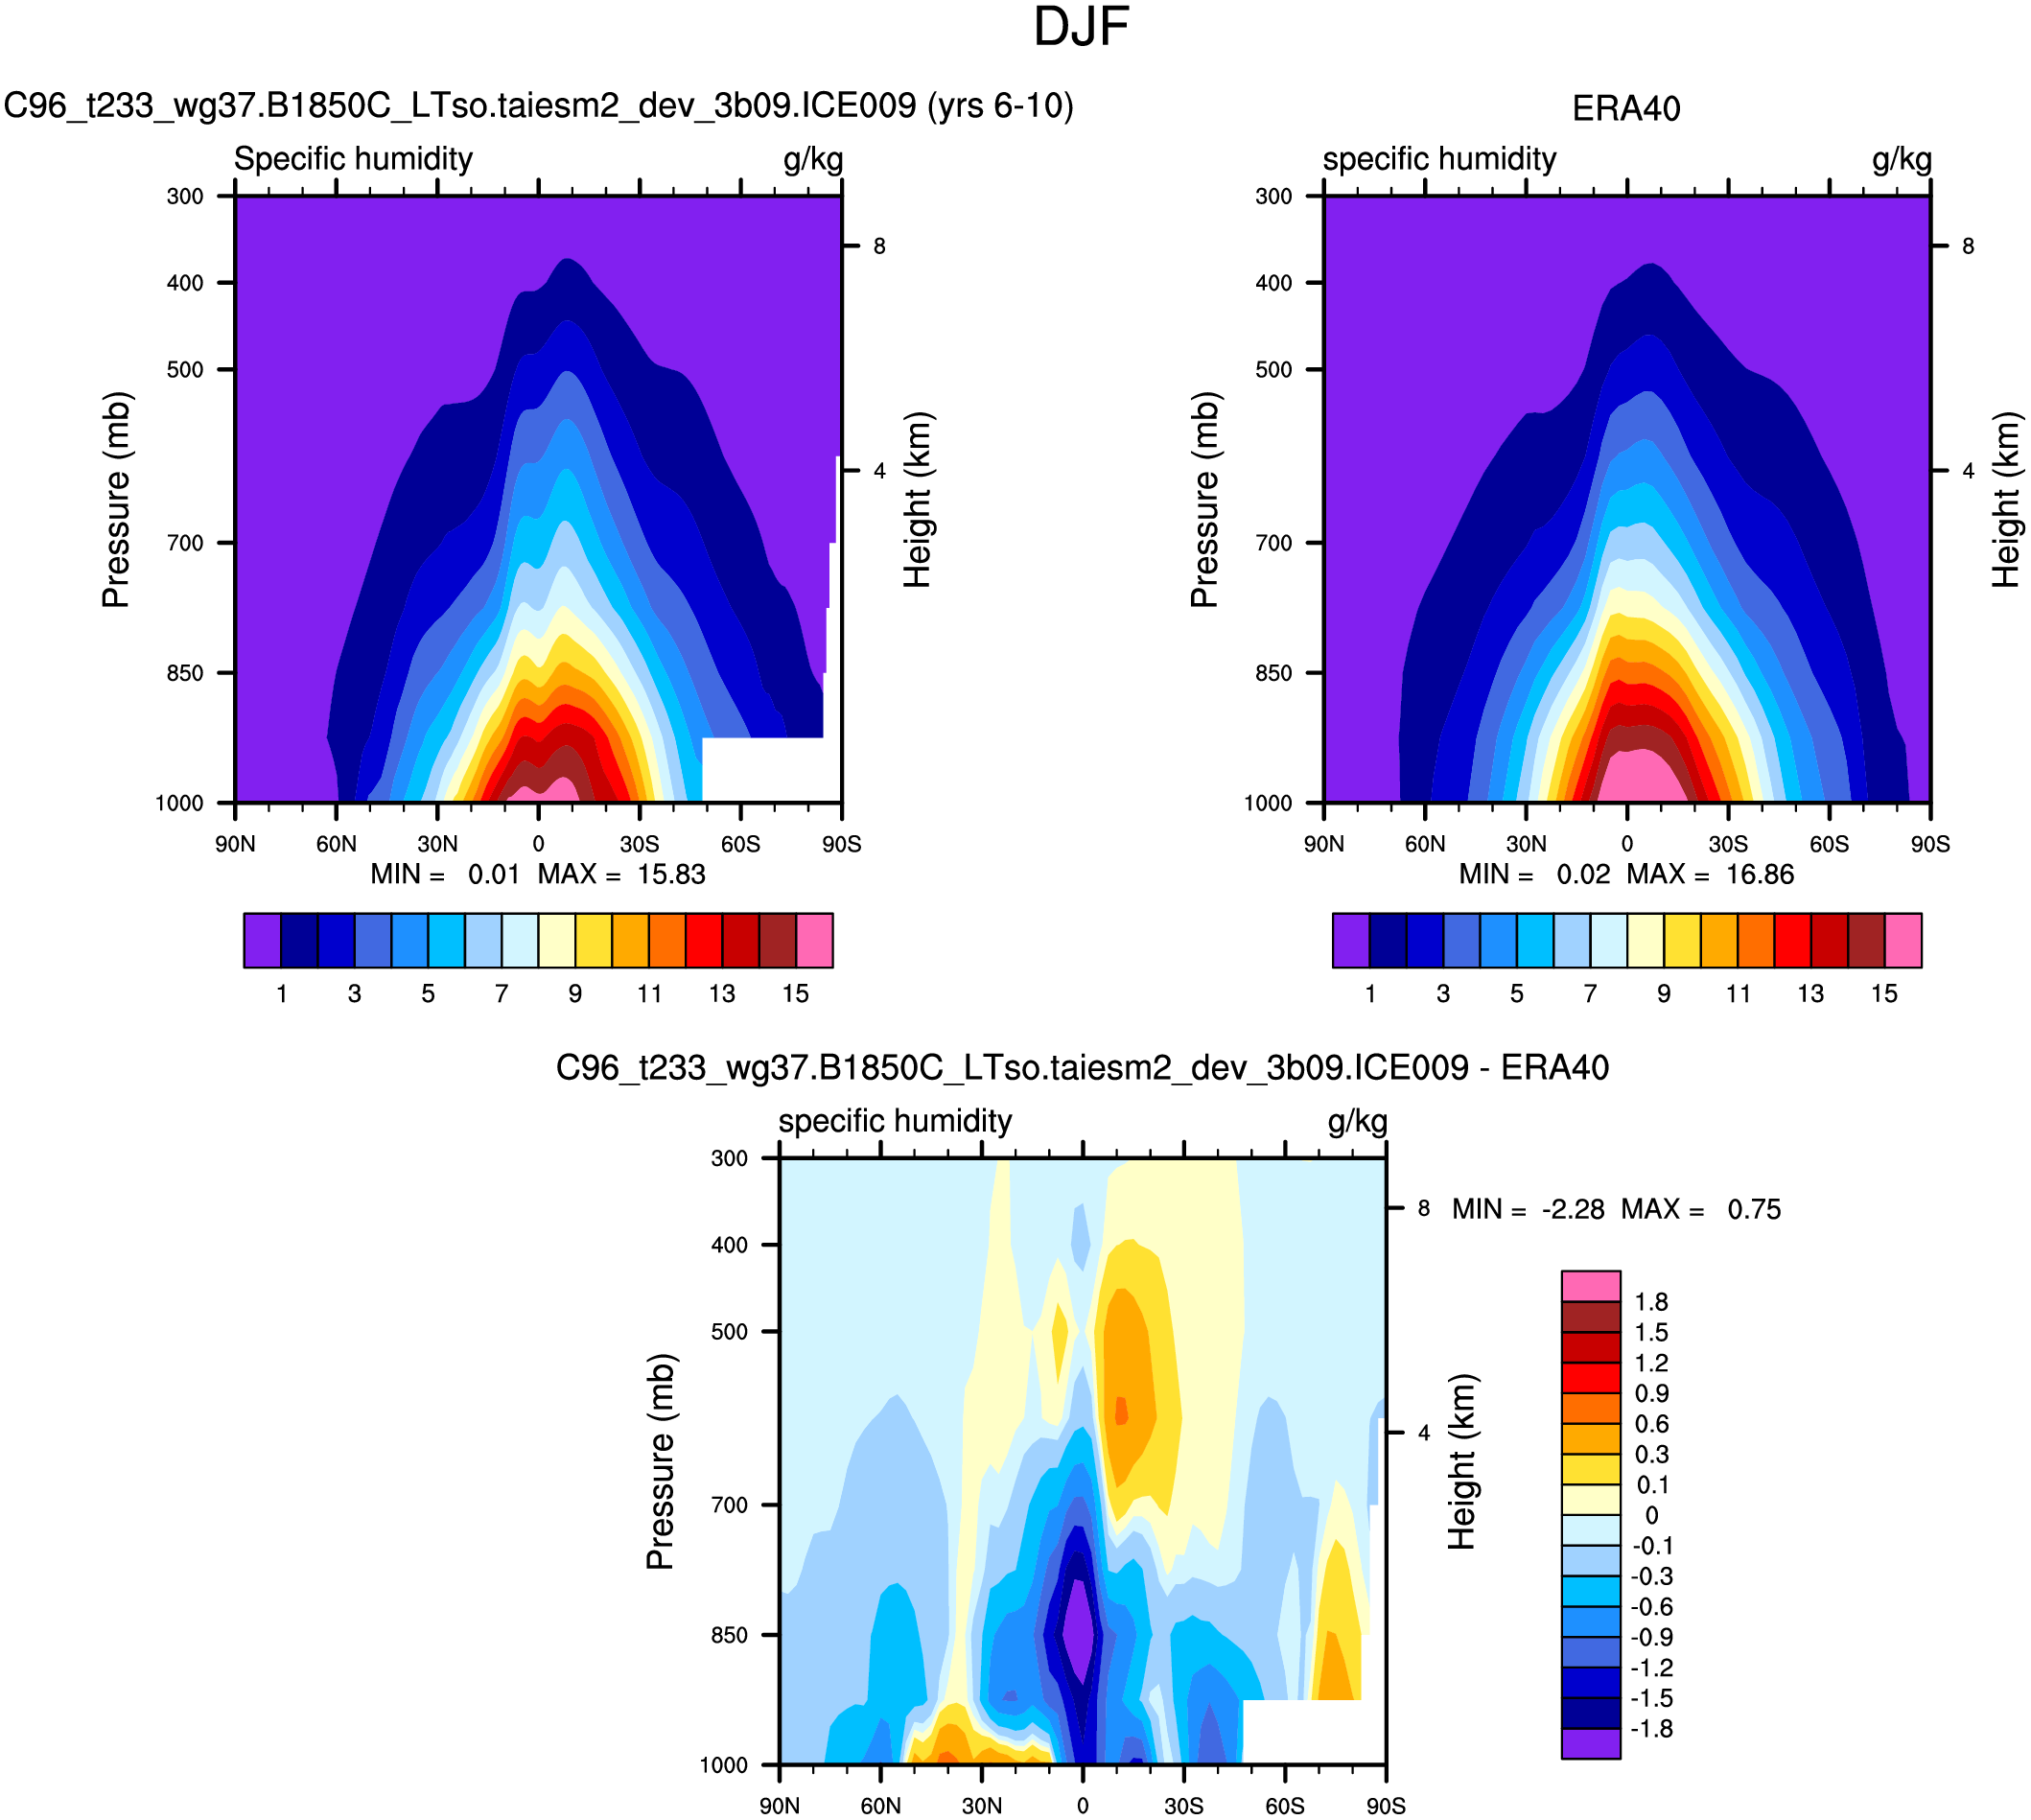 DJF
C96_t233_wg37.B1850C_LTso.taiesm2_dev_3b09.ICE009 (yrs 6-10)
Specific humidity g/kg
300
400
500
700
850
1000
Pressure (mb)
8
4
Height (km)
90N 60N 30N 0 30S 60S 90S
MIN = 0.01 MAX = 15.83
1 3 5 7 9 11 13 15
ERA40
specific humidity g/kg
300
400
500
700
850
1000
Pressure (mb)
8
4
Height (km)
90N 60N 30N 0 30S 60S 90S
MIN = 0.02 MAX = 16.86
1 3 5 7 9 11 13 15
C96_t233_wg37.B1850C_LTso.taiesm2_dev_3b09.ICE009 - ERA40
specific humidity g/kg
300
400
500
700
850
1000
Pressure (mb)
8
4
Height (km)
90N 60N 30N 0 30S 60S 90S
MIN = -2.28 MAX = 0.75
1.8
1.5
1.2
0.9
0.6
0.3
0.1
0
-0.1
-0.3
-0.6
-0.9
-1.2
-1.5
-1.8